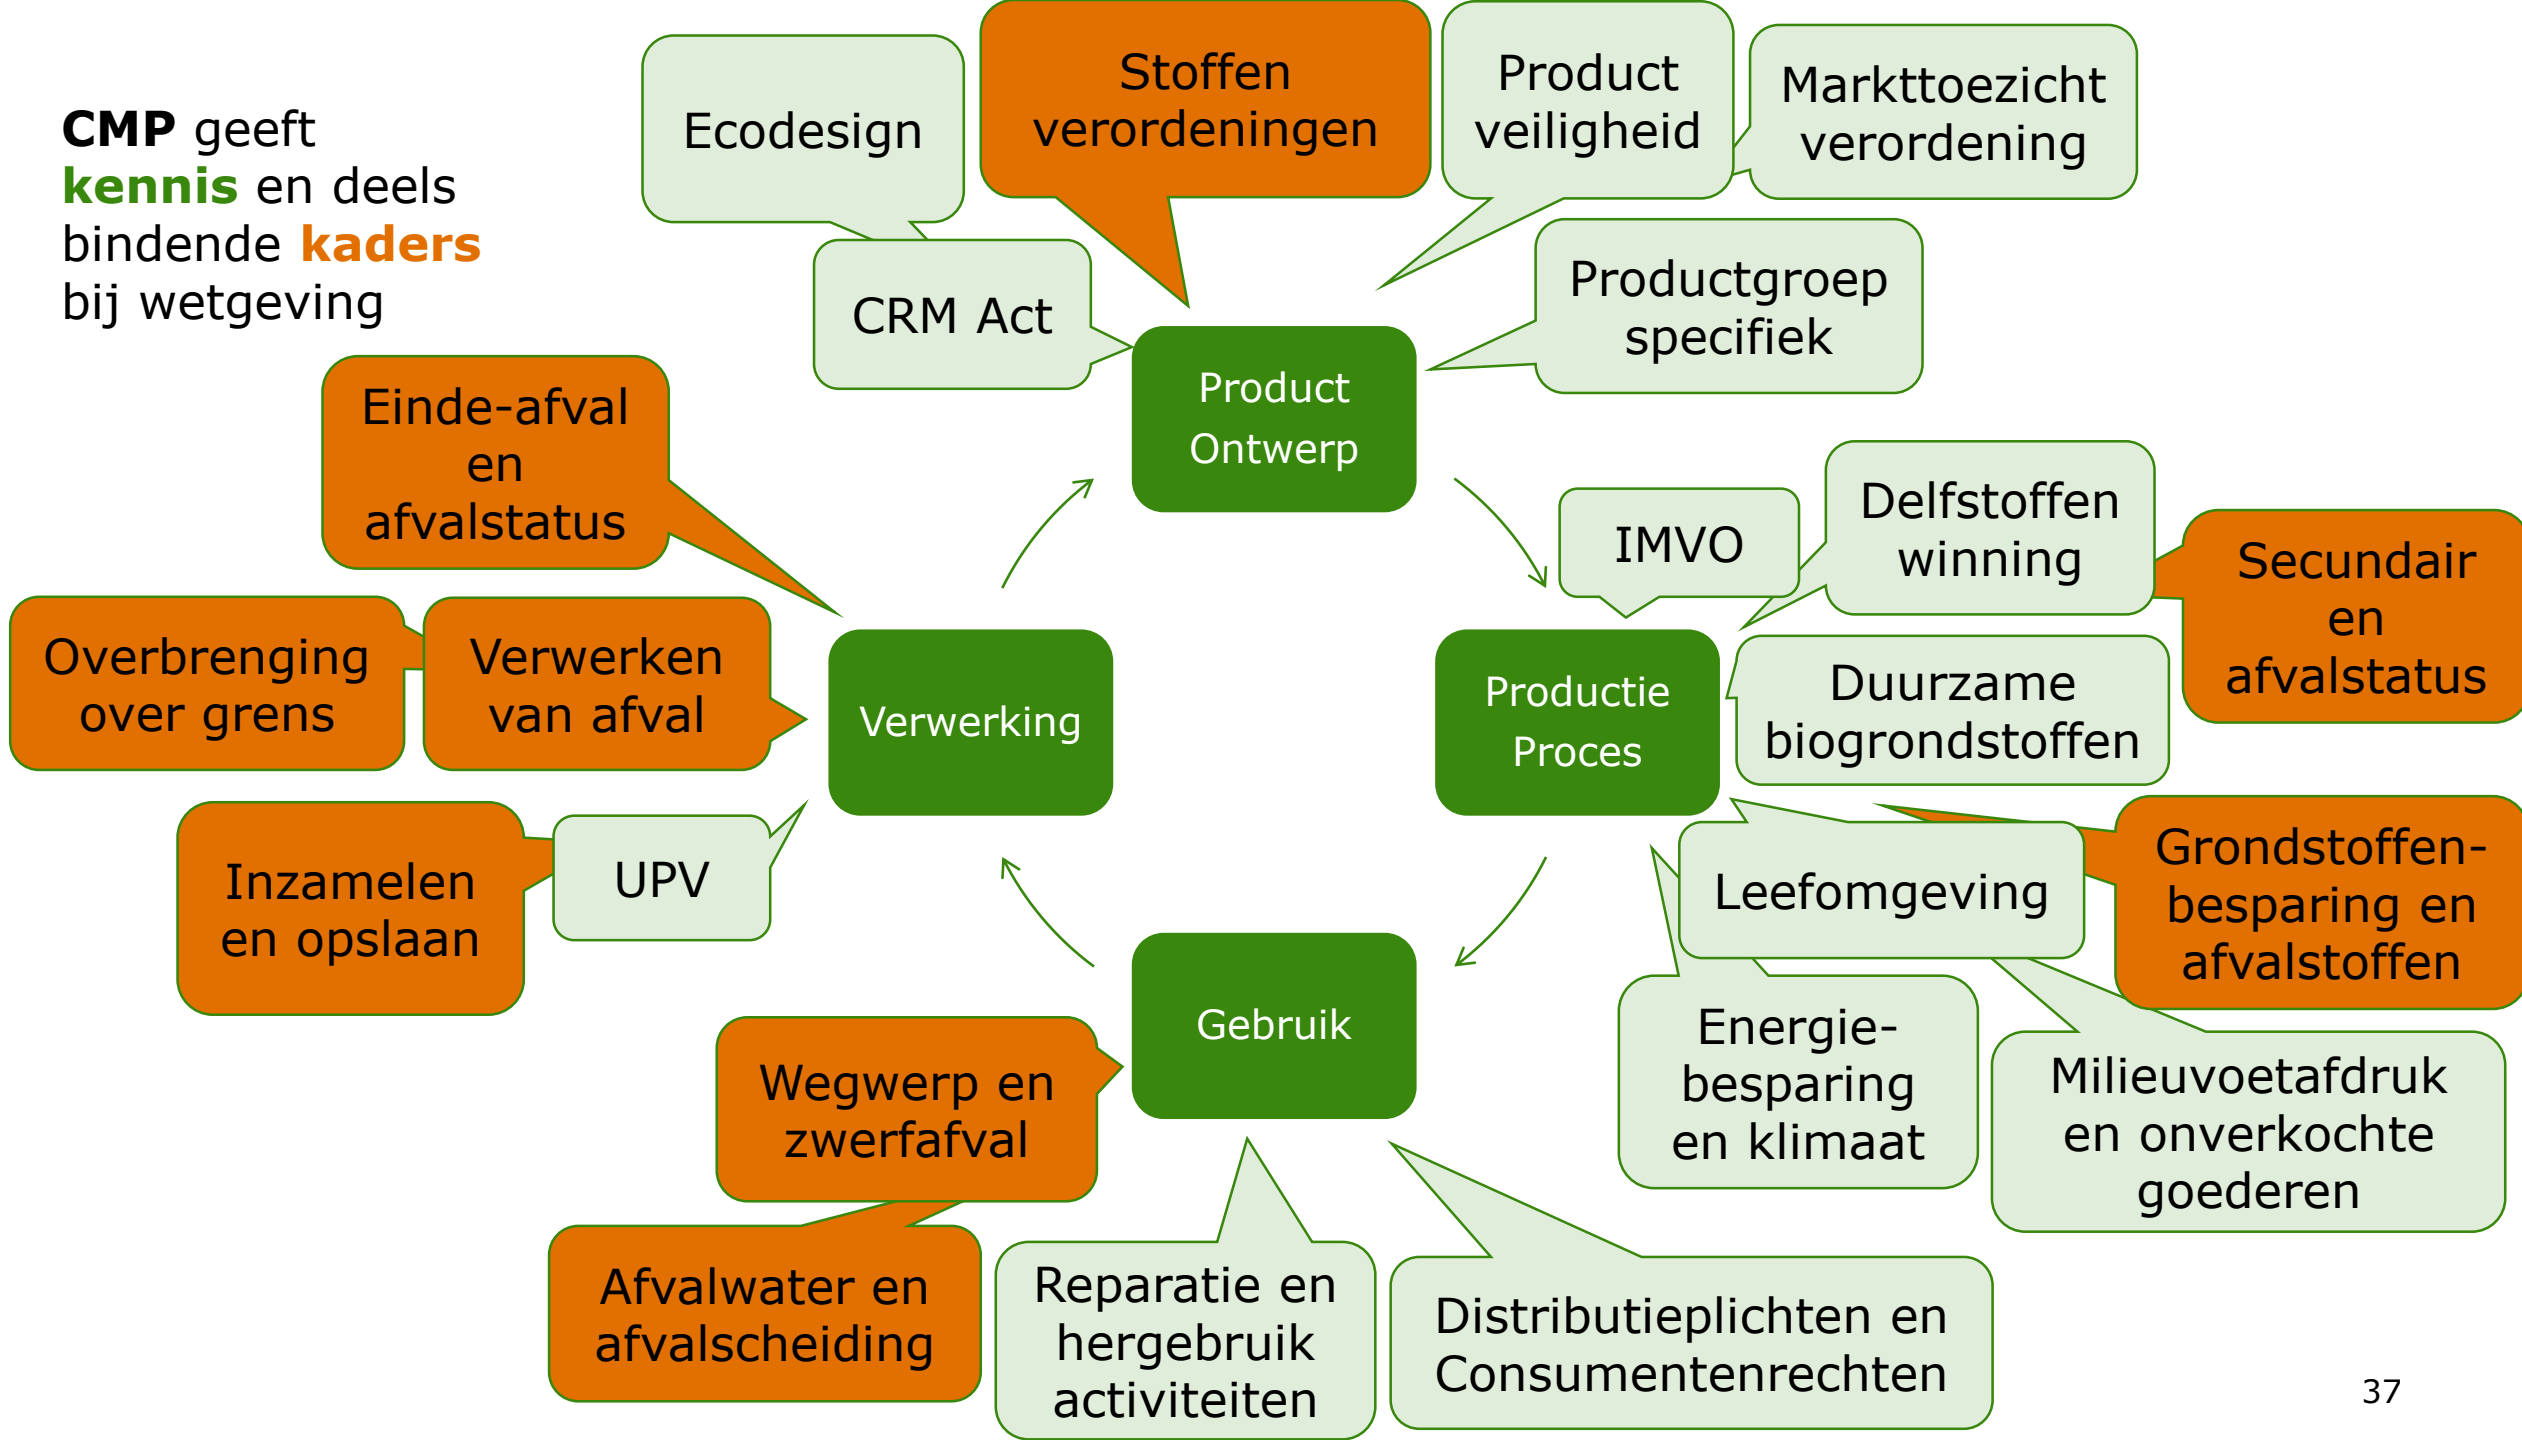 CMP geeft
kennis en deels
bindende kaders
bij wetgeving
Ecodesign
Stoffen
verordeningen
Product
veiligheid
Markttoezicht
verordening
CRM Act
Productgroep
specifiek
Product
Ontwerp
Einde-afval
en
afvalstatus
IMVO
Delfstoffen
winning
Secundair
en
afvalstatus
Overbrenging
over grens
Verwerken
van afval
Verwerking
Productie
Proces
Duurzame
biogrondstoffen
Inzamelen
en opslaan
UPV
Leefomgeving
Grondstoffen-
besparing en
afvalstoffen
Gebruik
Energie-
besparing
en klimaat
Milieuvoetafdruk
en onverkochte
goederen
Wegwerp en
zwerfafval
Afvalwater en
afvalscheiding
Reparatie en
hergebruik
activiteiten
Distributieplichten en
Consumentenrechten
37